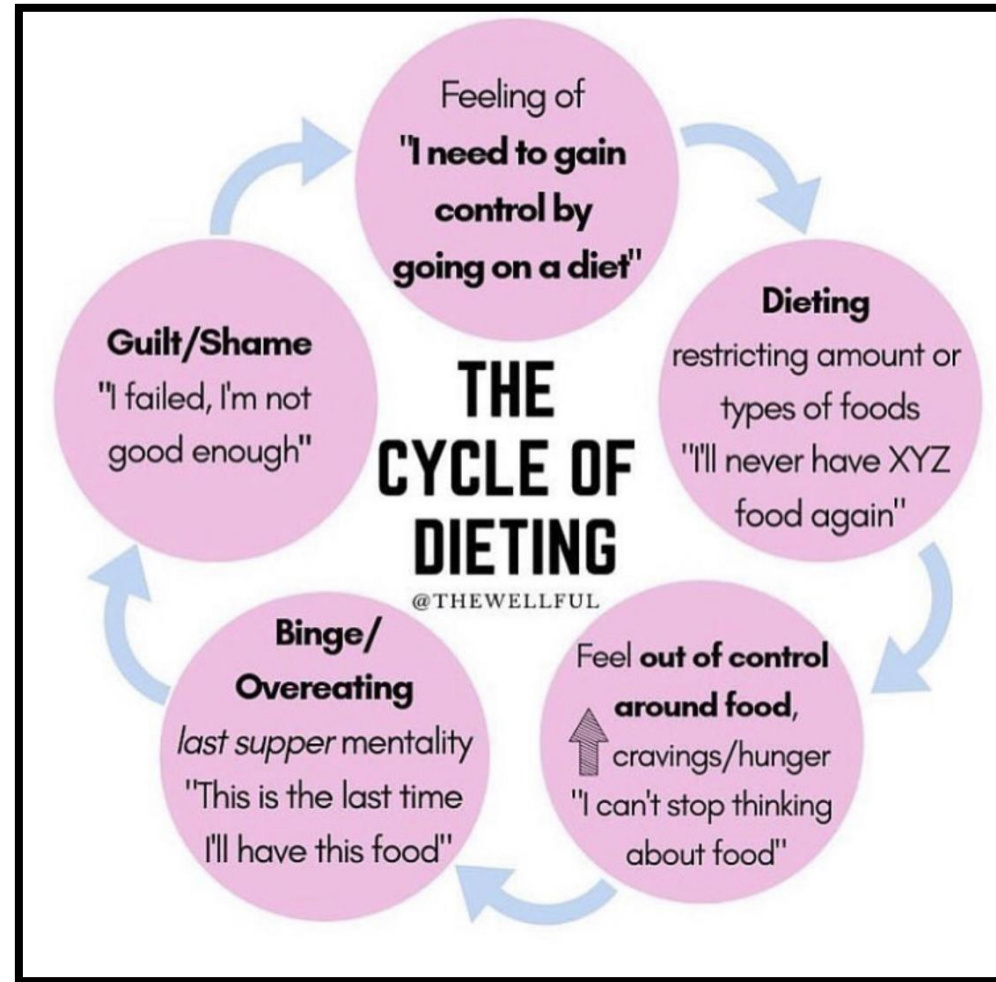 Feeling of
"I need to gain
control by
going on a diet"
Dieting
restricting amount or
types of foods
"I'll never have XYZ
food again"
Feel out of control
around food,
cravings/hunger
"I can't stop thinking
about food"
Binge/
Overeating
last supper mentality
"This is the last time
I'll have this food"
Guilt/Shame
"I failed, I'm not
good enough"
THE
CYCLE OF
DIETING
@THEWELLFUL